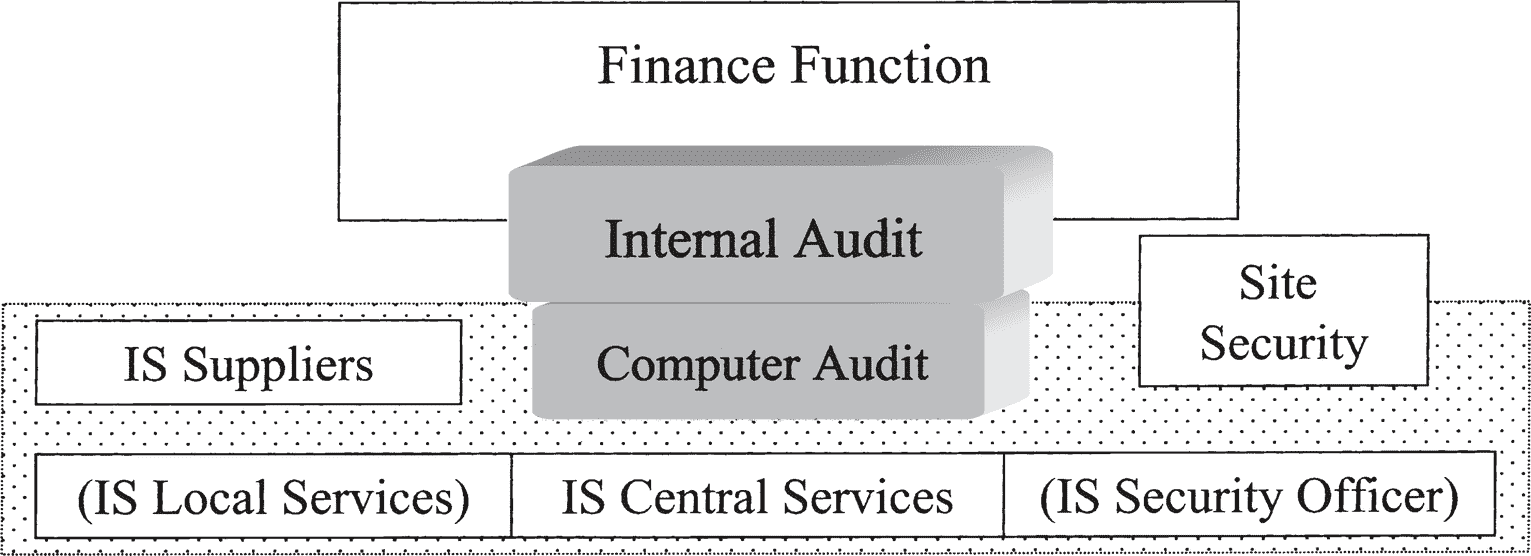 Finance Function
Internal Audit
Site
Security
IS Suppliers
Computer Audit
(IS Local Services)
IS Central Services
(IS Security Officer)